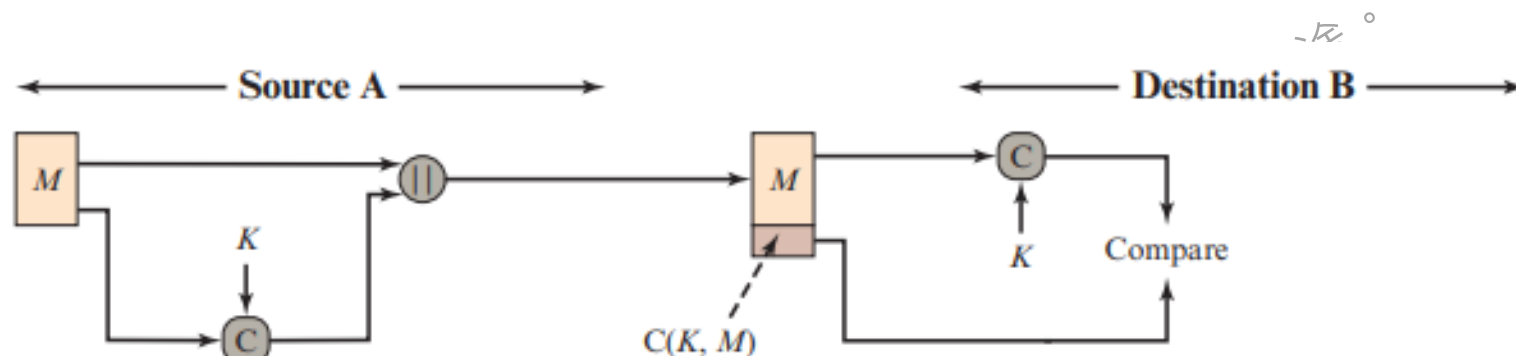 Source A
Destination B
M
||
M
C
K
K
Compare
C
C(K, M)